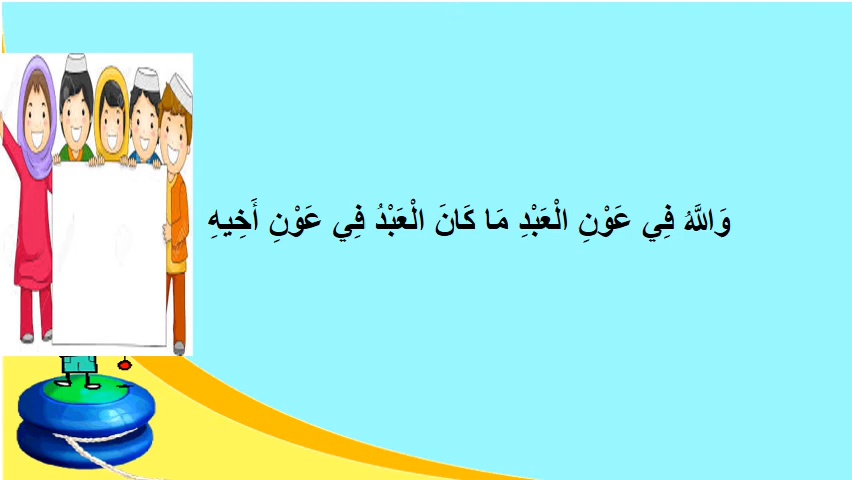 وَاللَّهُ فِي عَوْنِ الْعَبْدِ مَا كَانَ الْعَبْدُ فِي عَوْنِ أَخِيهِ